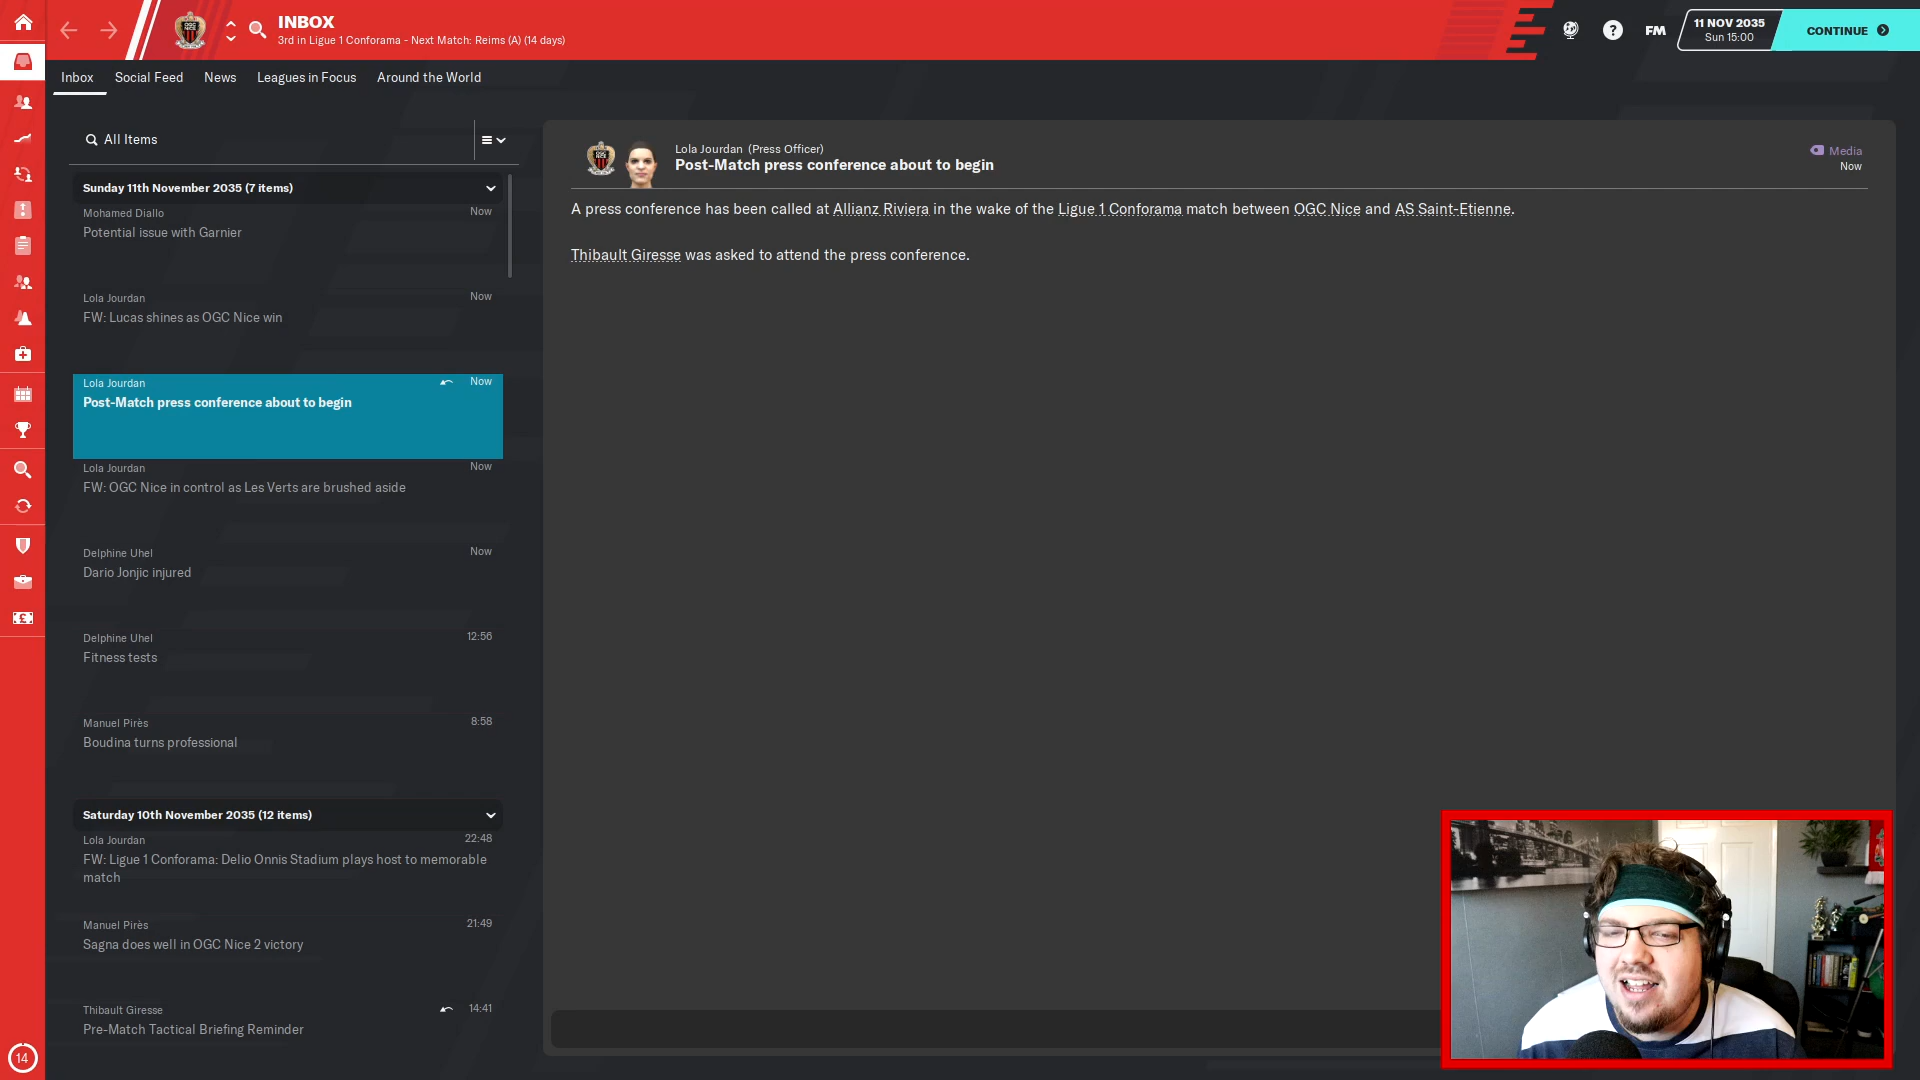 INBOX
3rd in Ligue 1 Conforama - Next Match: Reims (A) (14 days)
FM
11 NOV 2035
Sun 15:00
CONTINUE
Inbox
Social Feed
News
Leagues in Focus
Around the World
All Items
Sunday 11th November 2035 (7 items)
Mohamed Diallo
Now
Potential issue with Garnier
Lola Jourdan
Now
FW: Lucas shines as OGC Nice win
Lola Jourdan
Now
Post-Match press conference about to begin
Lola Jourdan
Now
FW: OGC Nice in control as Les Verts are brushed aside
Delphine Uhel
Now
Dario Jonjic injured
Delphine Uhel
12:56
Fitness tests
Manuel Pirès
8:58
Boudina turns professional
Saturday 10th November 2035 (12 items)
Lola Jourdan
22:48
FW: Ligue 1 Conforama: Delio Onnis Stadium plays host to memorable
match
Manuel Pirès
21:49
Sagna does well in OGC Nice 2 victory
Thibault Giresse
14:41
Pre-Match Tactical Briefing Reminder
14
Lola Jourdan (Press Officer)
Post-Match press conference about to begin
Media
Now
A press conference has been called at Allianz Riviera in the wake of the Ligue 1 Conforama match between OGC Nice and AS Saint-Etienne.
Thibault Giresse was asked to attend the press conference.